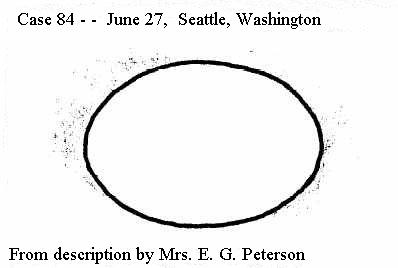 Case 84 - - June 27, Seattle, Washington
From description by Mrs. E. G. Peterson